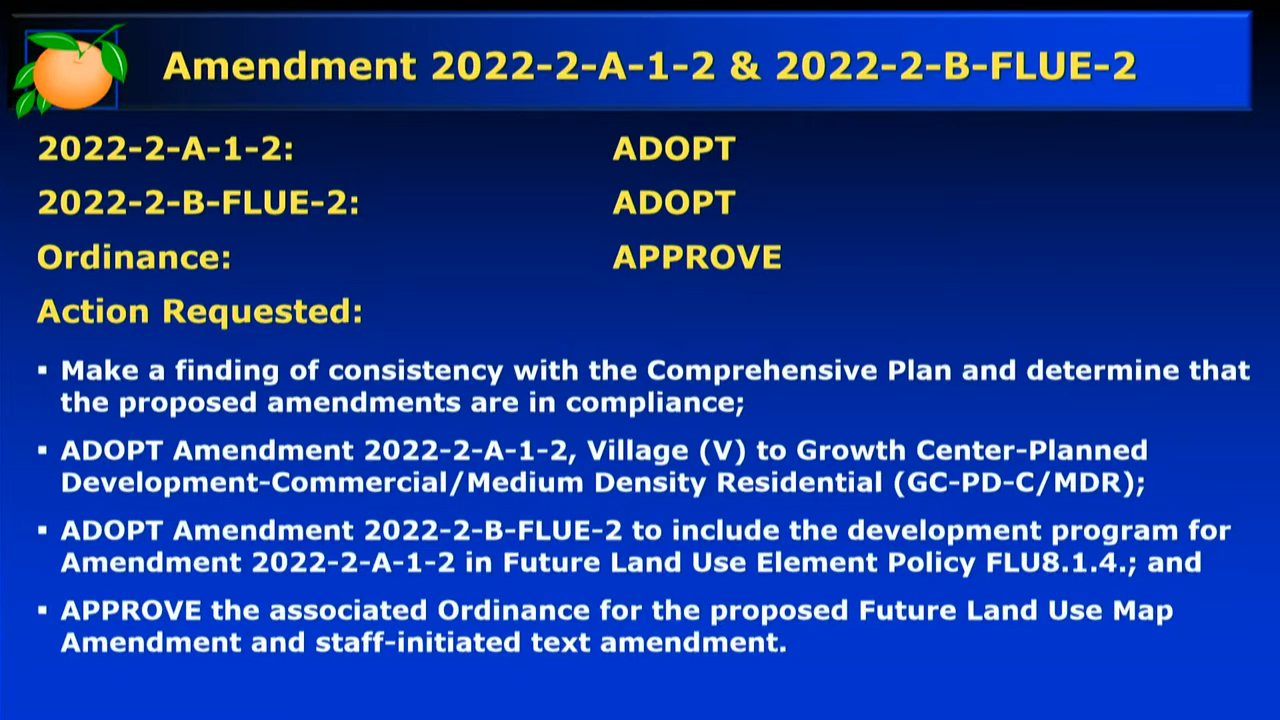 Amendment 2022-2-A-1-2 & 2022-2-B-FLUE-2
2022-2-A-1-2: ADOPT
2022-2-B-FLUE-2: ADOPT
Ordinance: APPROVE
Action Requested:
▪ Make a finding of consistency with the Comprehensive Plan and determine that
the proposed amendments are in compliance;
▪ ADOPT Amendment 2022-2-A-1-2, Village (V) to Growth Center-Planned
Development-Commercial/Medium Density Residential (GC-PD-C/MDR);
▪ ADOPT Amendment 2022-2-B-FLUE-2 to include the development program for
Amendment 2022-2-A-1-2 in Future Land Use Element Policy FLU8.1.4.; and
▪ APPROVE the associated Ordinance for the proposed Future Land Use Map
Amendment and staff-initiated text amendment.